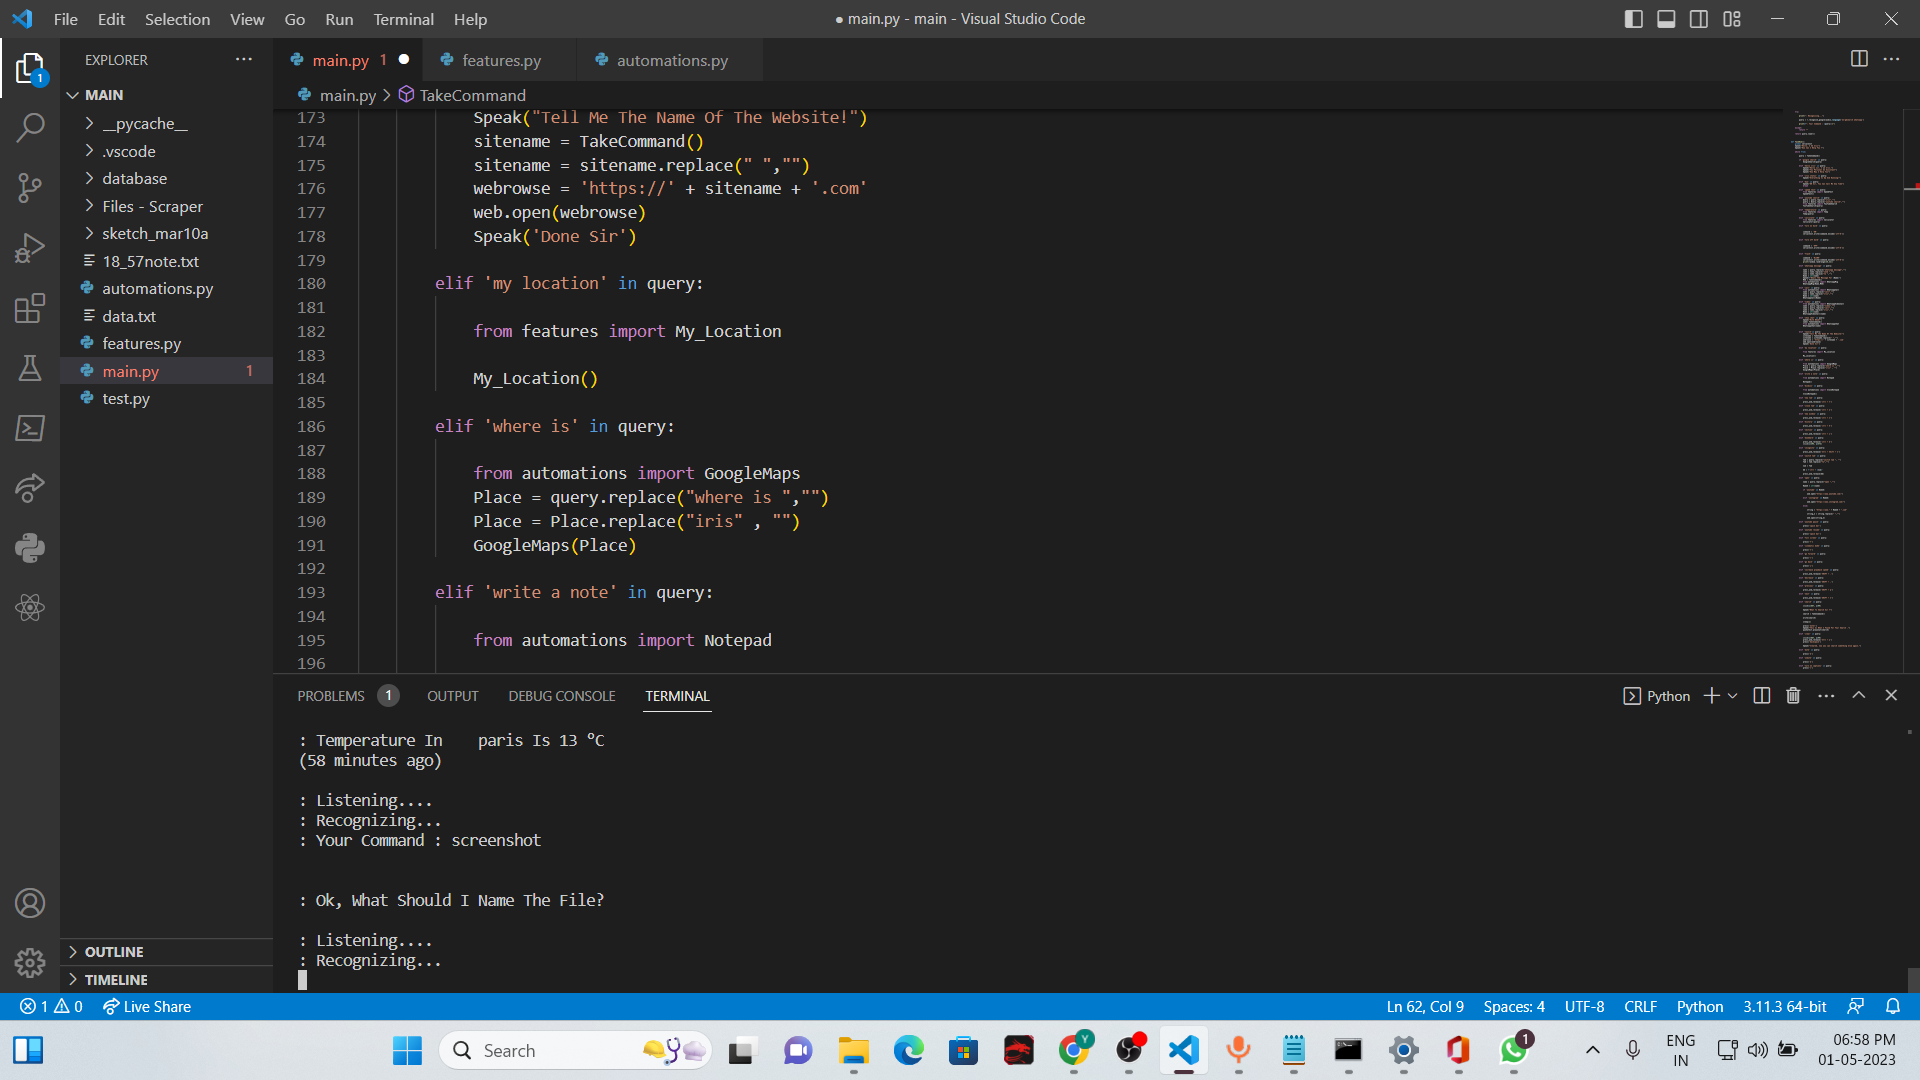 File Edit Selection View Go Run Terminal Help
● main.py - main - Visual Studio Code
EXPLORER
main.py 1
features.py
automations.py
1
MAIN
__pycache__
.vscode
database
Files - Scraper
sketch_mar10a
18_57note.txt
automations.py
data.txt
features.py
main.py 1
test.py
OUTLINE
TIMELINE
main.py > TakeCommand
173 Speak("Tell Me The Name Of The Website!")
174 sitename = TakeCommand()
175 sitename = sitename.replace(" ","")
176 webrowse = 'https://' + sitename + '.com'
177 web.open(webrowse)
178 Speak('Done Sir')
179
180 elif 'my location' in query:
181
182 from features import My_Location
183
184 My_Location()
185
186 elif 'where is' in query:
187
188 from automations import GoogleMaps
189 Place = query.replace("where is ","")
190 Place = Place.replace("iris" , "")
191 GoogleMaps(Place)
192
193 elif 'write a note' in query:
194
195 from automations import Notepad
196
PROBLEMS 1 OUTPUT DEBUG CONSOLE TERMINAL
Python
: Temperature In    paris Is 13 °C
(58 minutes ago)
: Listening....
: Recognizing...
: Your Command : screenshot
: Ok, What Should I Name The File?
: Listening....
: Recognizing...
1 0 Live Share
Ln 62, Col 9 Spaces: 4 UTF-8 CRLF Python 3.11.3 64-bit
Search
Y
1
ENG
IN
06:58 PM
01-05-2023